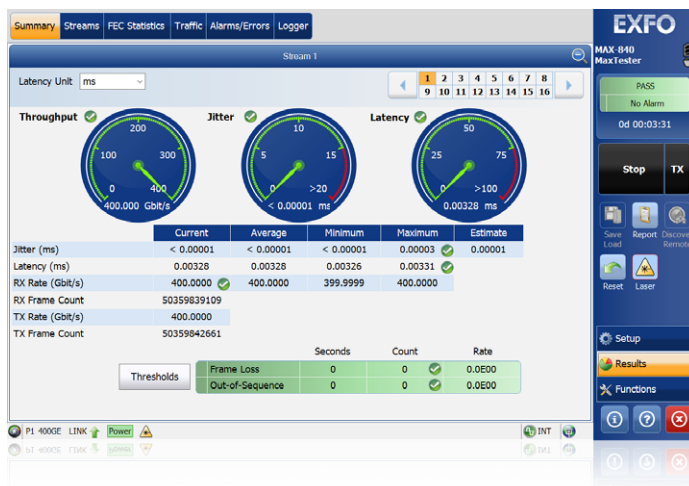 Summary Streams FEC Statistics Traffic Alarms/Errors Logger
EXFO
MAX-840
MaxTester
Stream 1
Latency Unit ms
1 2 3 4 5 6 7 8
9 10 11 12 13 14 15 16
PASS
No Alarm
0d 00:03:31
Throughput
200
100 300
0 400
400.000 Gbit/s
Jitter
10
5 15
0 >20
< 0.00001 ms
Latency
50
25 75
0 >100
0.00328 ms
Stop TX
Save
Load
Report
Discover
Remote
Reset Laser
Current Average Minimum Maximum Estimate
Jitter (ms) < 0.00001 < 0.00001 < 0.00001 0.00003 0.00001
Latency (ms) 0.00328 0.00328 0.00326 0.00331
RX Rate (Gbit/s) 400.0000 400.0000 399.9999 400.0000
RX Frame Count 50359839109
TX Rate (Gbit/s) 400.0000
TX Frame Count 50359842661
Seconds Count Rate
Thresholds
Frame Loss 0 0 0.0E00
Out-of-Sequence 0 0 0.0E00
Setup
Results
Functions
P1 400GE LINK Power INT